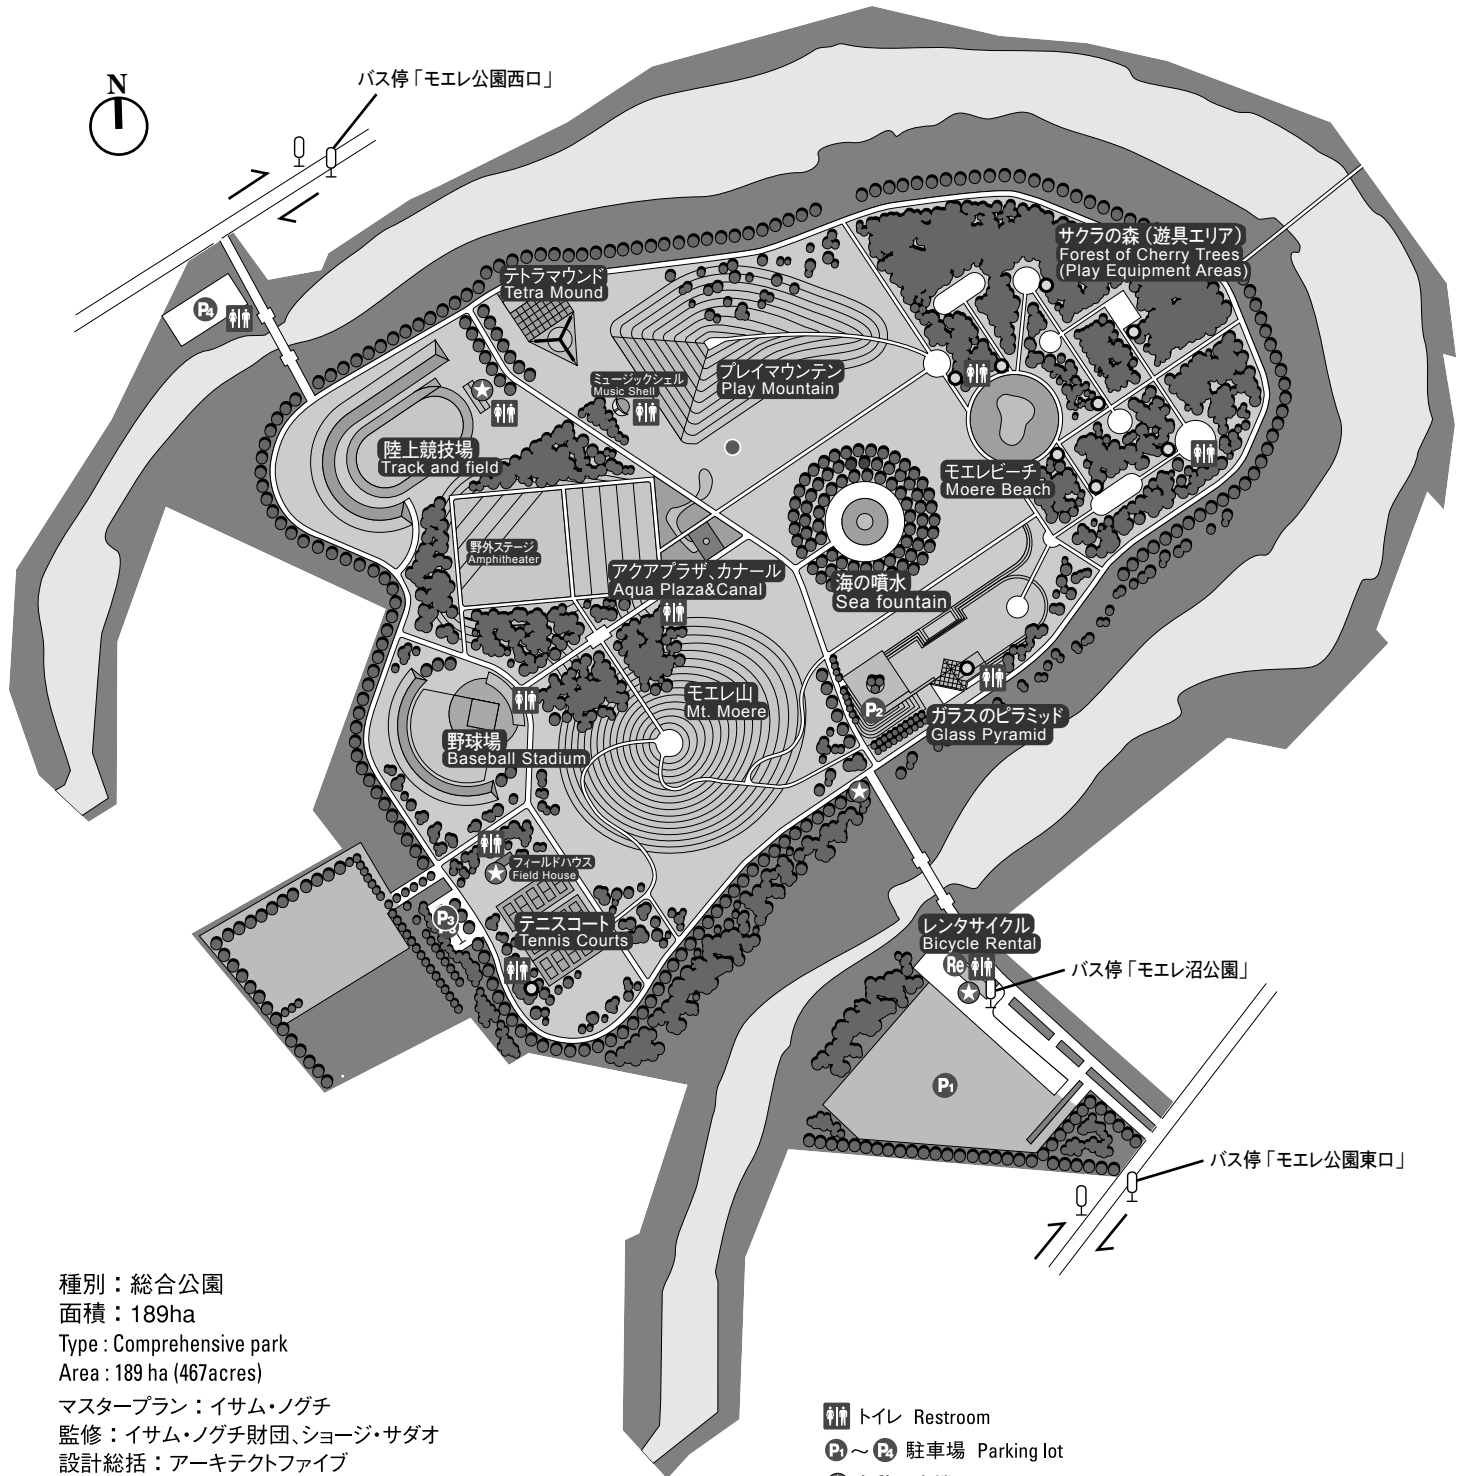 N
バス停「モエレ公園西口」
サクラの森（遊具エリア）
Forest of Cherry Trees
(Play Equipment Areas)
テトラマウンド
Tetra Mound
P4
ミュージックシェル
Music Shell
プレイマウンテン
Play Mountain
陸上競技場
Track and field
モエレビーチ
Moere Beach
野外ステージ
Amphitheater
アクアプラザ、カナール
Aqua Plaza&Canal
海の噴水
Sea fountain
モエレ山
Mt. Moere
P2
ガラスのピラミッド
Glass Pyramid
野球場
Baseball Stadium
フィールドハウス
Field House
P3
テニスコート
Tennis Courts
レンタサイクル
Bicycle Rental
Re
バス停「モエレ沼公園」
P1
バス停「モエレ公園東口」
種別：総合公園
面積：189ha
Type : Comprehensive park
Area : 189 ha (467acres)
マスタープラン：イサム・ノグチ
監修：イサム・ノグチ財団、ショージ・サダオ
設計総括：アーキテクトファイブ
トイレ Restroom
P1～P4 駐車場 Parking lot